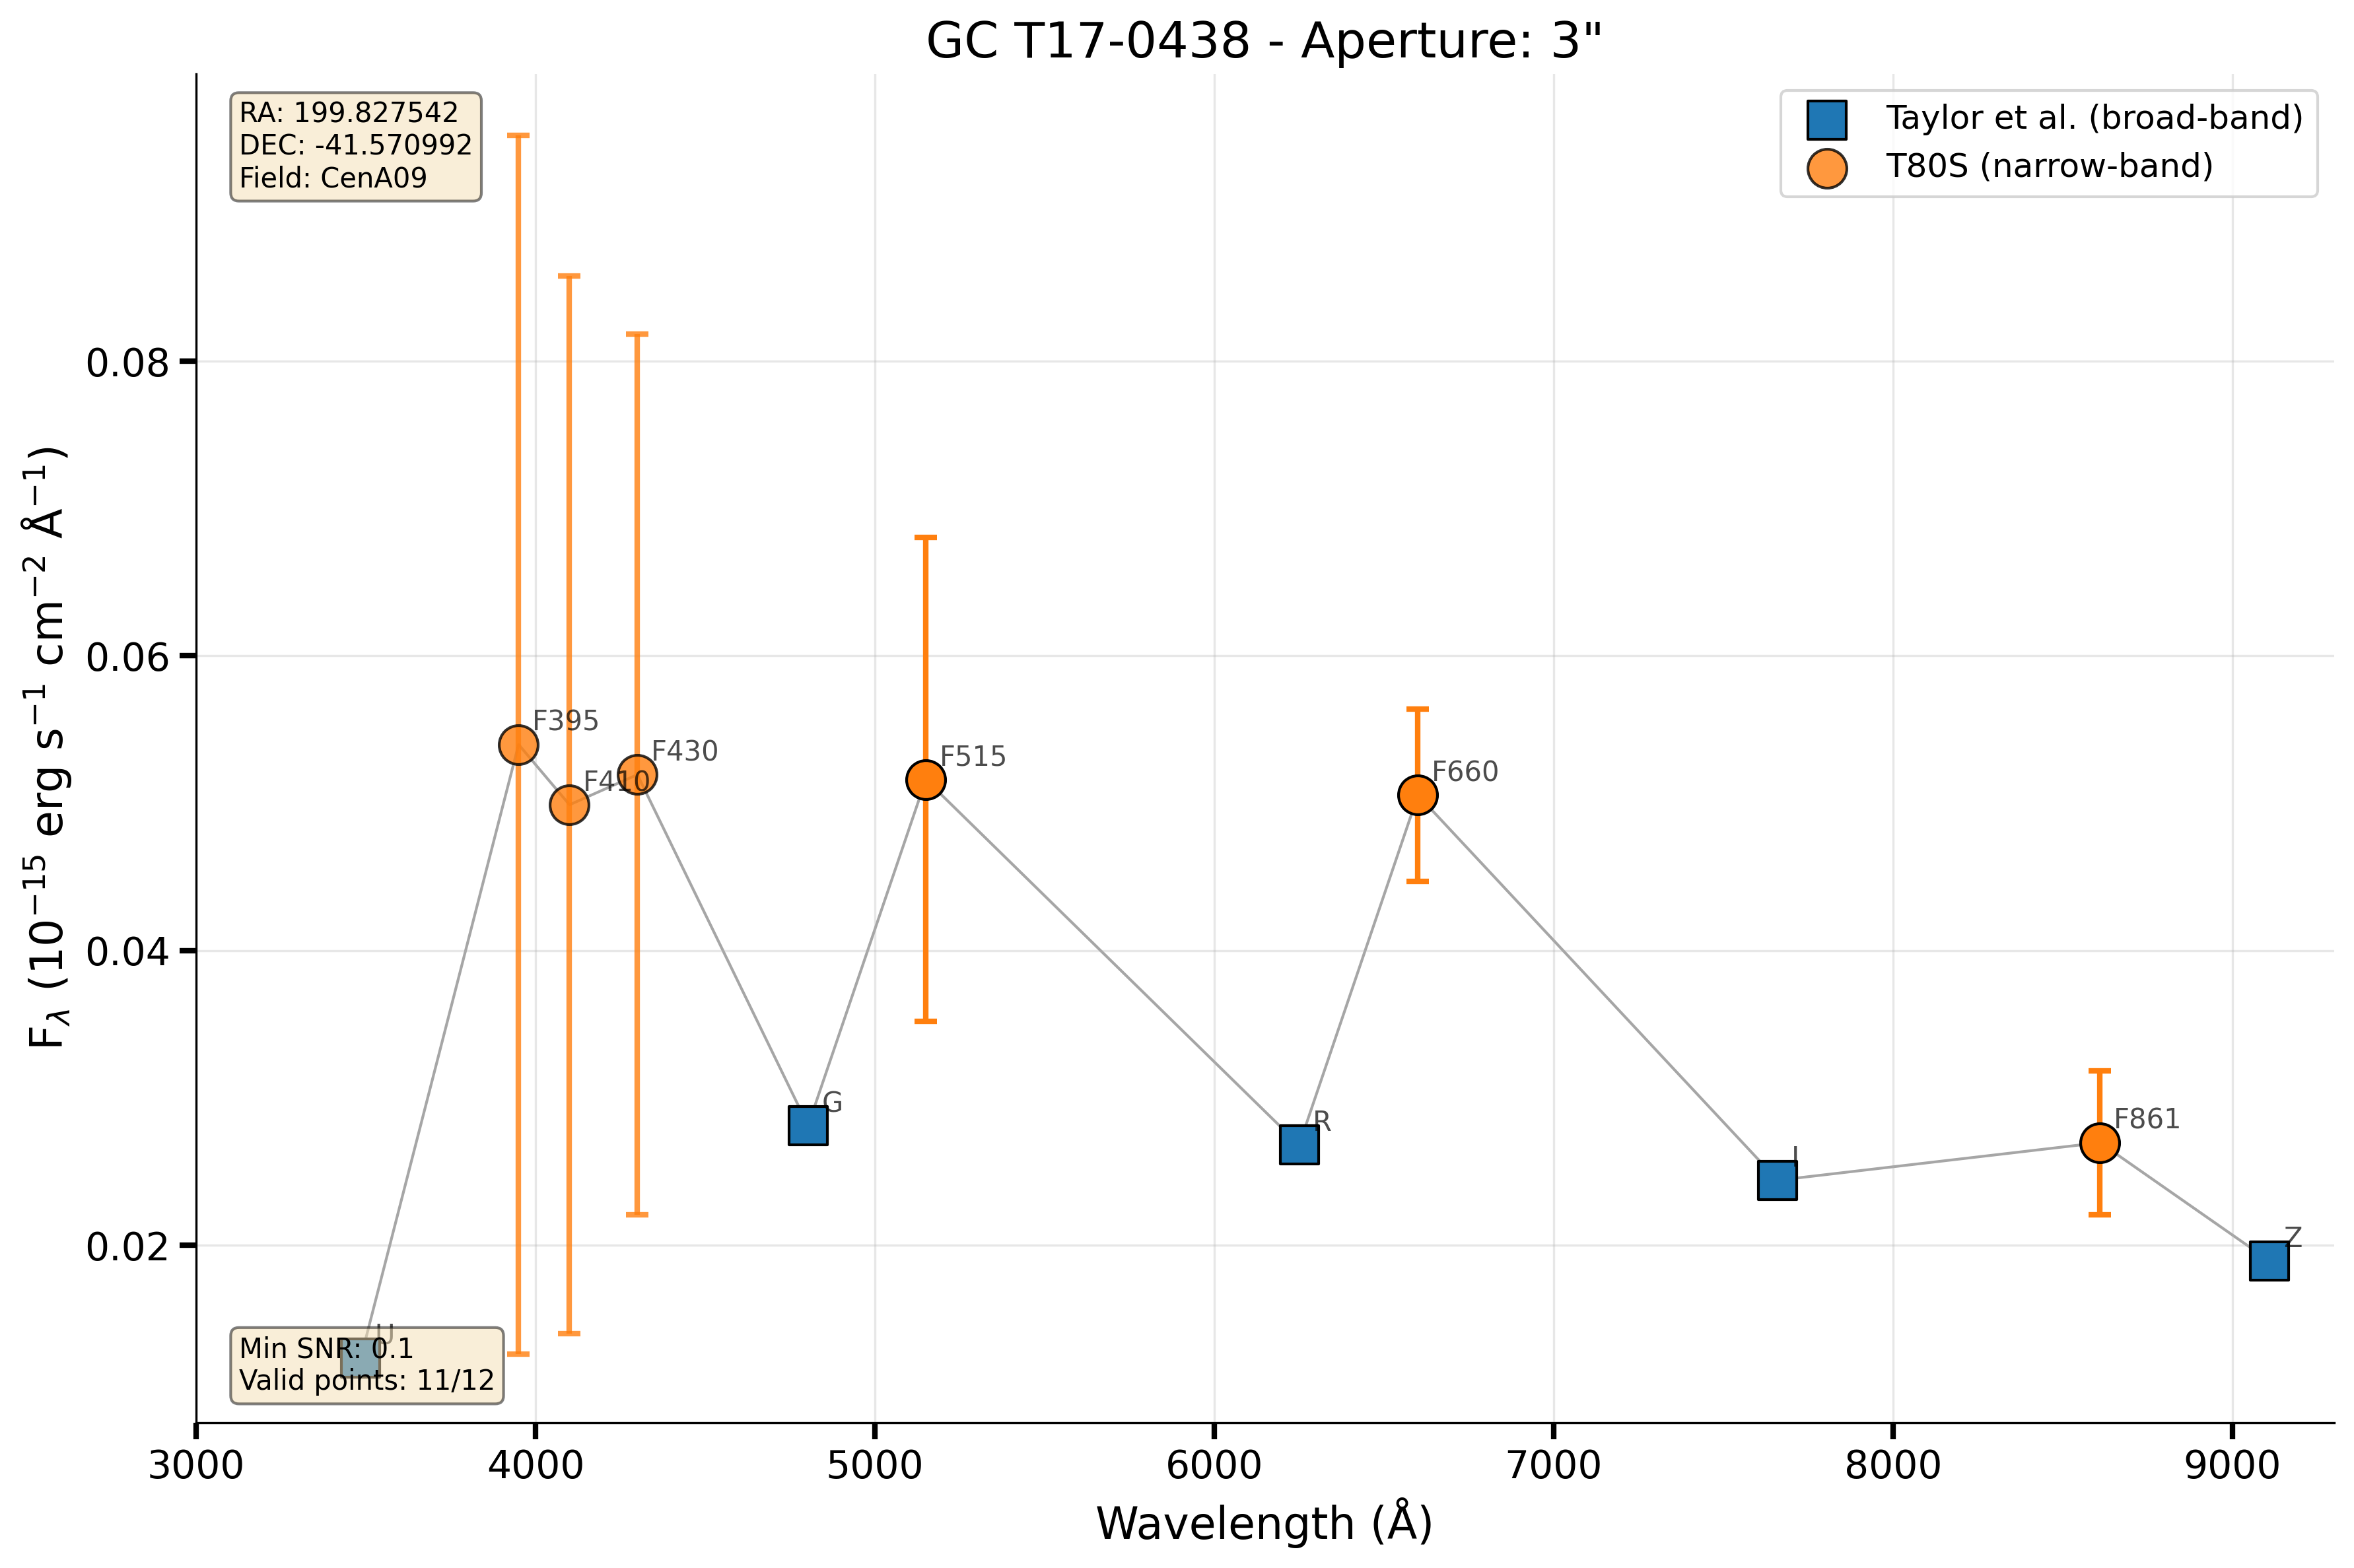 GC T17-0438 - Aperture: 3"
RA: 199.827542
DEC: -41.570992
Field: CenA09
Taylor et al. (broad-band)
T80S (narrow-band)
0.08
0.06
0.04
0.02
F$_{λ}$ (10$^{−15}$ erg s$^{−1}$ cm$^{−2}$ Å$^{−1}$)
F395
F410
F430
F515
F660
G
R
I
F861
Z
U
Min SNR: 0.1
Valid points: 11/12
3000 4000 5000 6000 7000 8000 9000
Wavelength (Å)